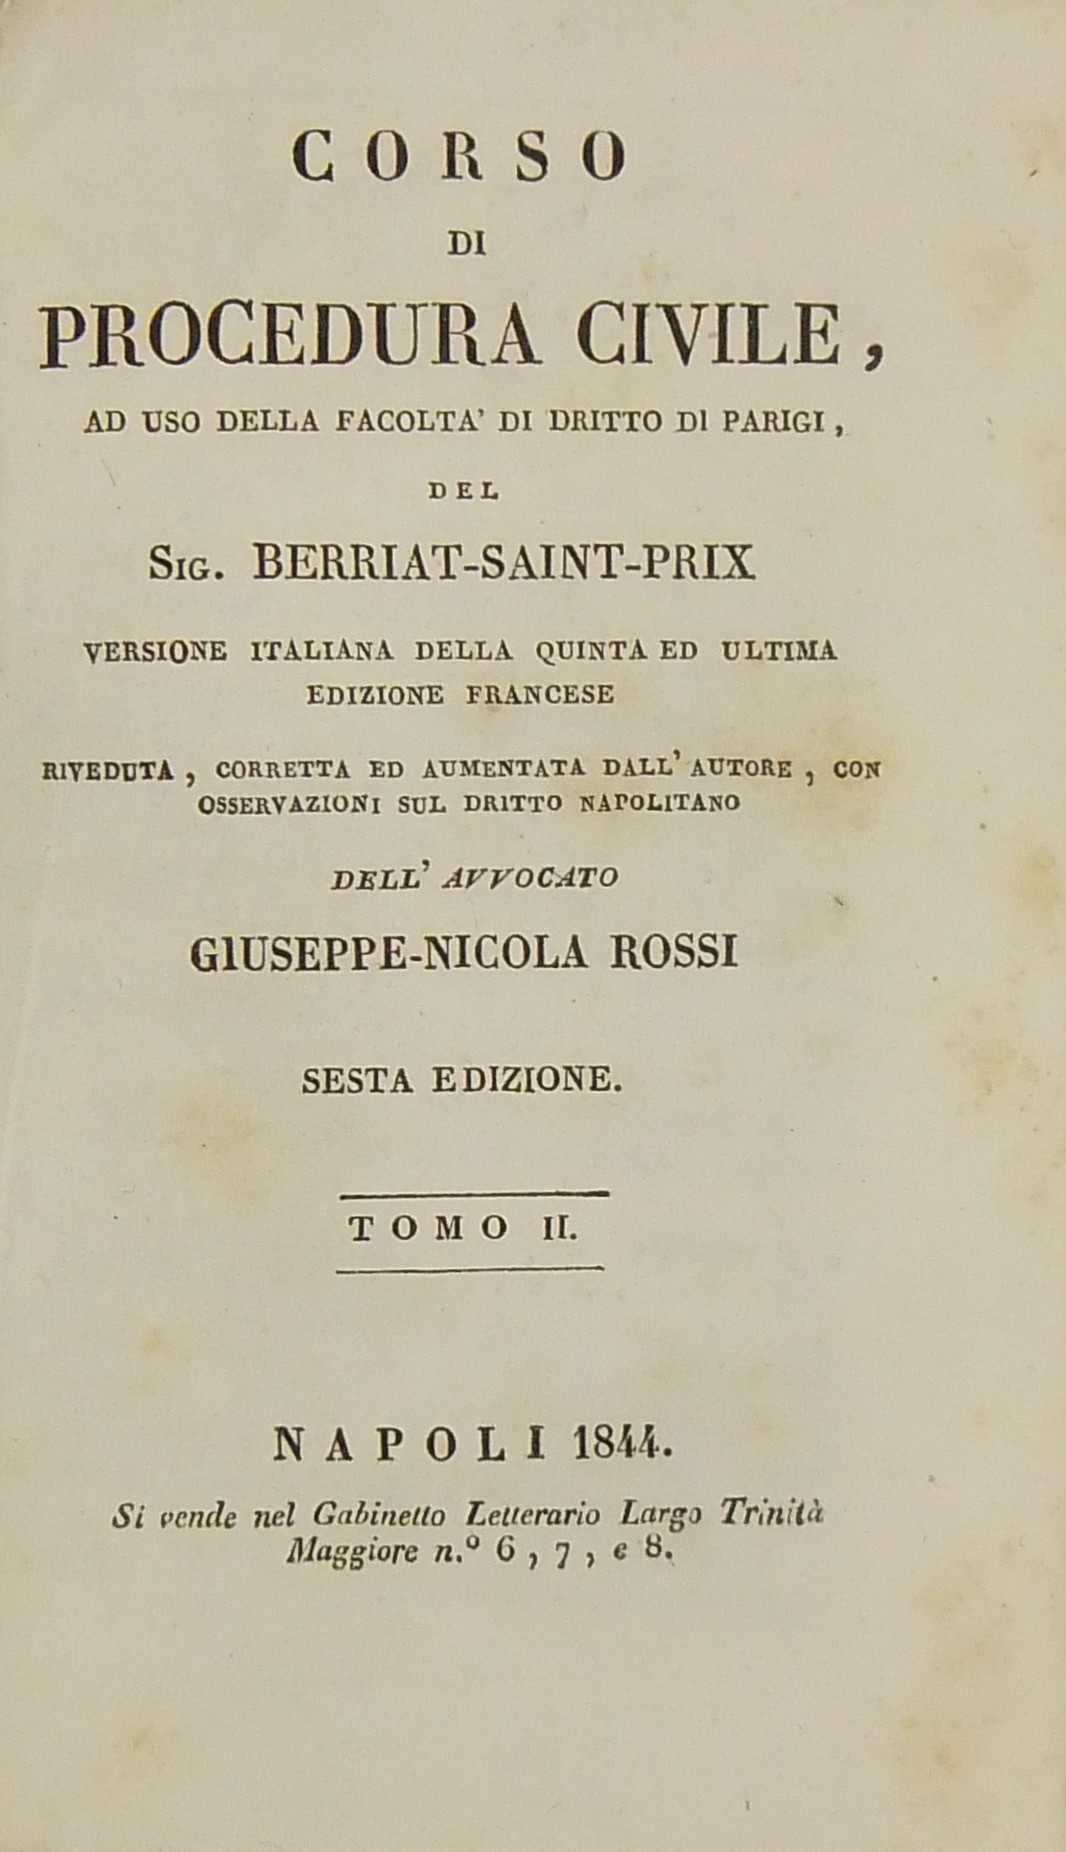 CORSO
DI
PROCEDURA CIVILE,
AD USO DELLA FACOLTA' DI DRITTO DI PARIGI,
DEL
SIG. BERRIAT-SAINT-PRIX
VERSIONE ITALIANA DELLA QUINTA ED ULTIMA
EDIZIONE FRANCESE
RIVEDUTA, CORRETTA ED AUMENTATA DALL' AUTORE, CON
OSSERVAZIONI SUL DRITTO NAPOLITANO
DELL' AVVOCATO
GIUSEPPE-NICOLA ROSSI
SESTA EDIZIONE.
TOMO II.
NAPOLI 1844.
Si vende nel Gabinetto Letterario Largo Trinità
Maggiore n.° 6, 7, e 8.